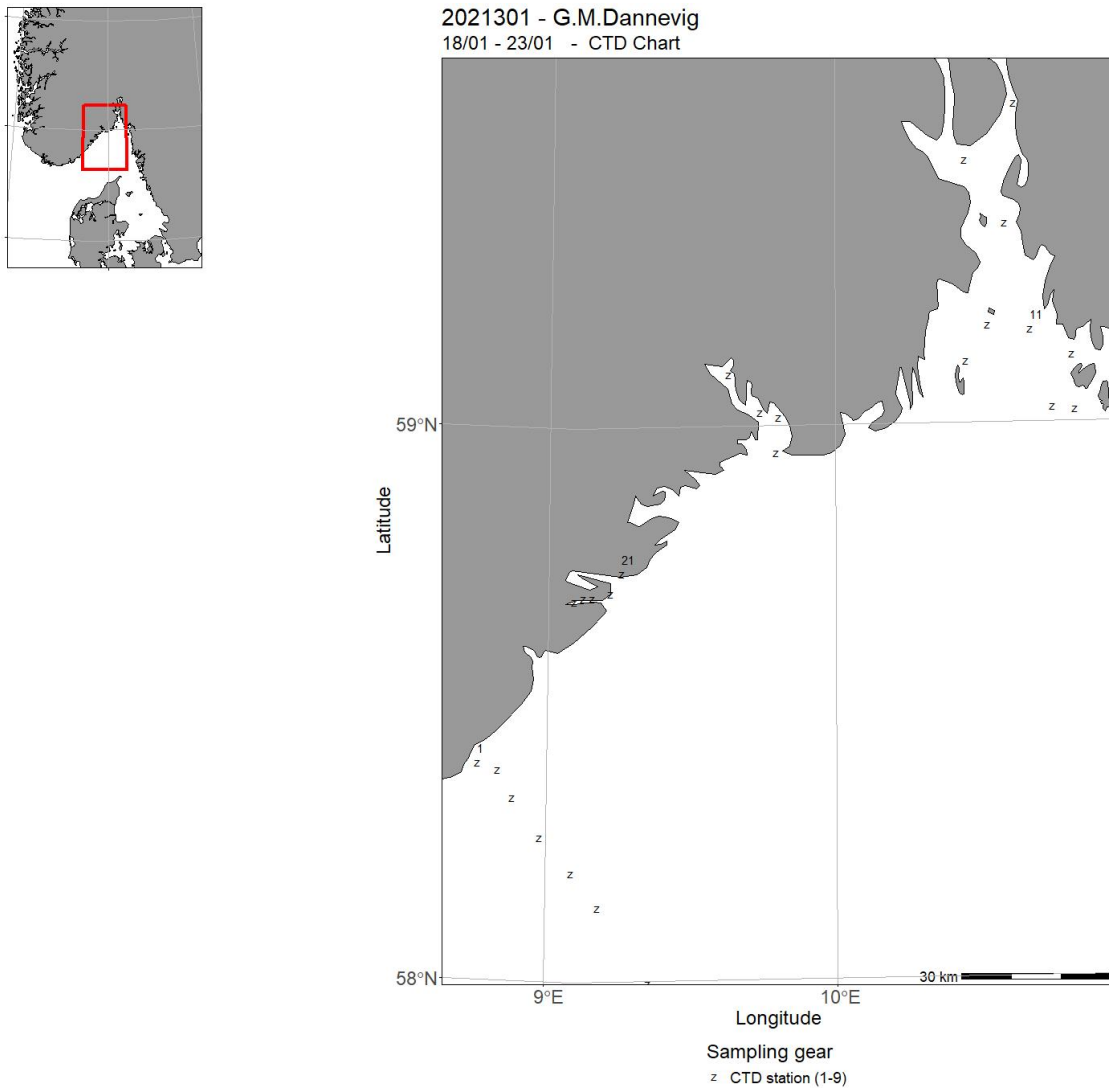 2021301 - G.M.Dannevig
18/01 - 23/01 - CTD Chart
z
z
z
11
z
z
z
z
z
z
59°N
z
z
z
z
Latitude
21
z
z
z
z
z
1
z
z
z
z
z
z
58°N
30 km
9°E
10°E
Longitude
Sampling gear
z CTD station (1-9)